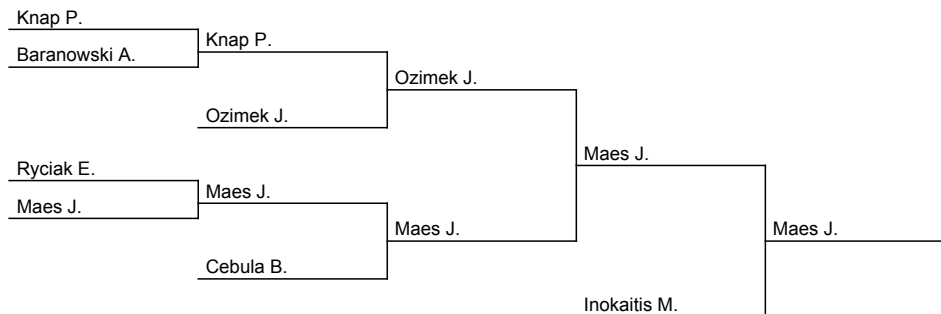 Knap P.
Knap P.
Baranowski A.
Ozimek J.
Ozimek J.
Maes J.
Ryciak E.
Maes J.
Maes J.
Maes J.
Maes J.
Cebula B.
Inokaitis M.